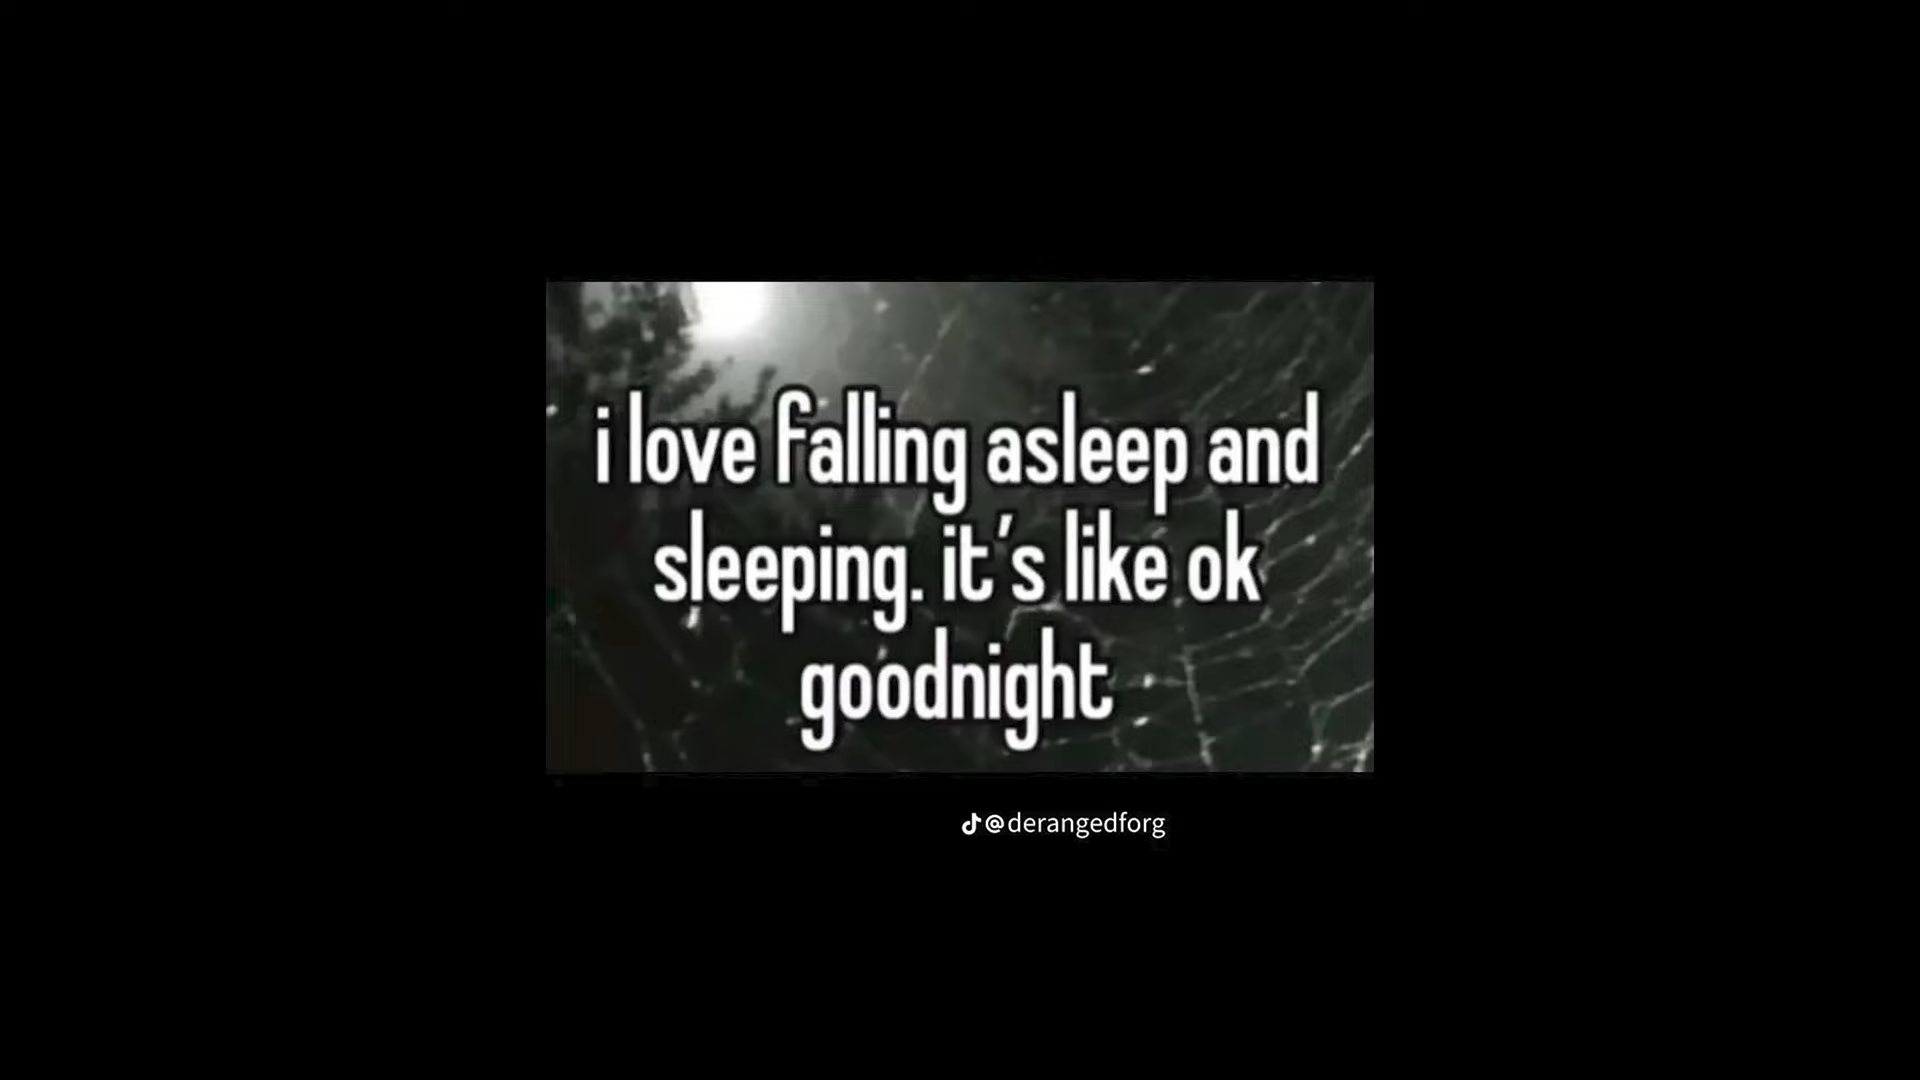 i love falling asleep and
sleeping. it's like ok
goodnight
@derangedforg